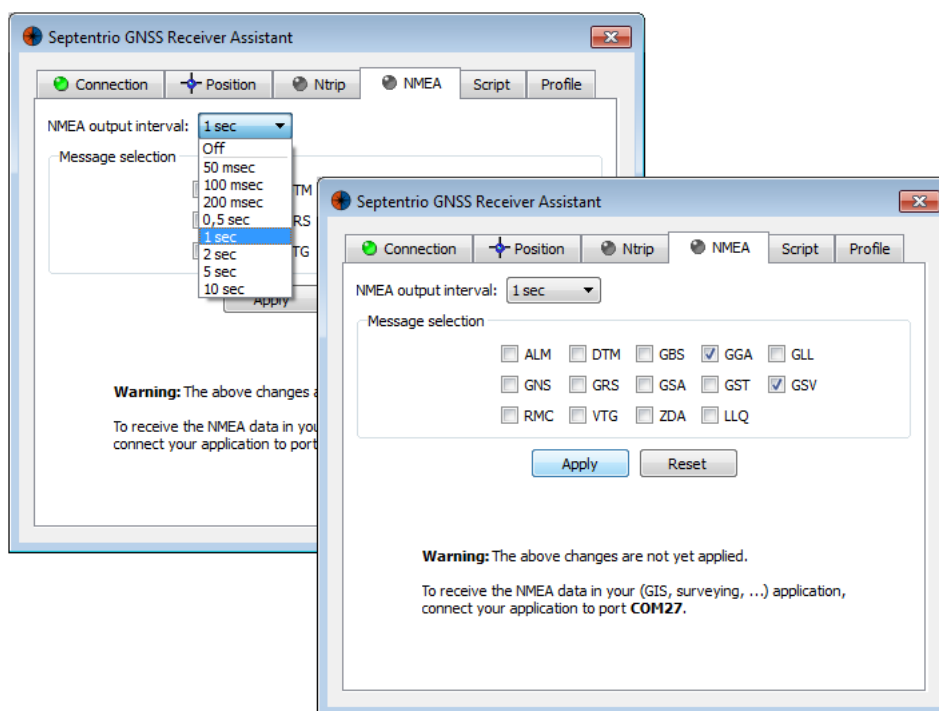 Septentrio GNSS Receiver Assistant
Connection Position Ntrip NMEA Script Profile
NMEA output interval: 1 sec
Off
Message selection
50 msec
100 msec
200 msec
0,5 sec
1 sec
2 sec
5 sec
10 sec
TM
RS
TG
Apply
Warning: The above changes
To receive the NMEA data in
connect your application to port
Septentrio GNSS Receiver Assistant
Connection Position Ntrip NMEA Script Profile
NMEA output interval: 1 sec
Message selection
ALM DTM GBS GGA GLL
GNS GRS GSA GST GSV
RMC VTG ZDA LLQ
Apply Reset
Warning: The above changes are not yet applied.
To receive the NMEA data in your (GIS, surveying, ...) application,
connect your application to port COM27.